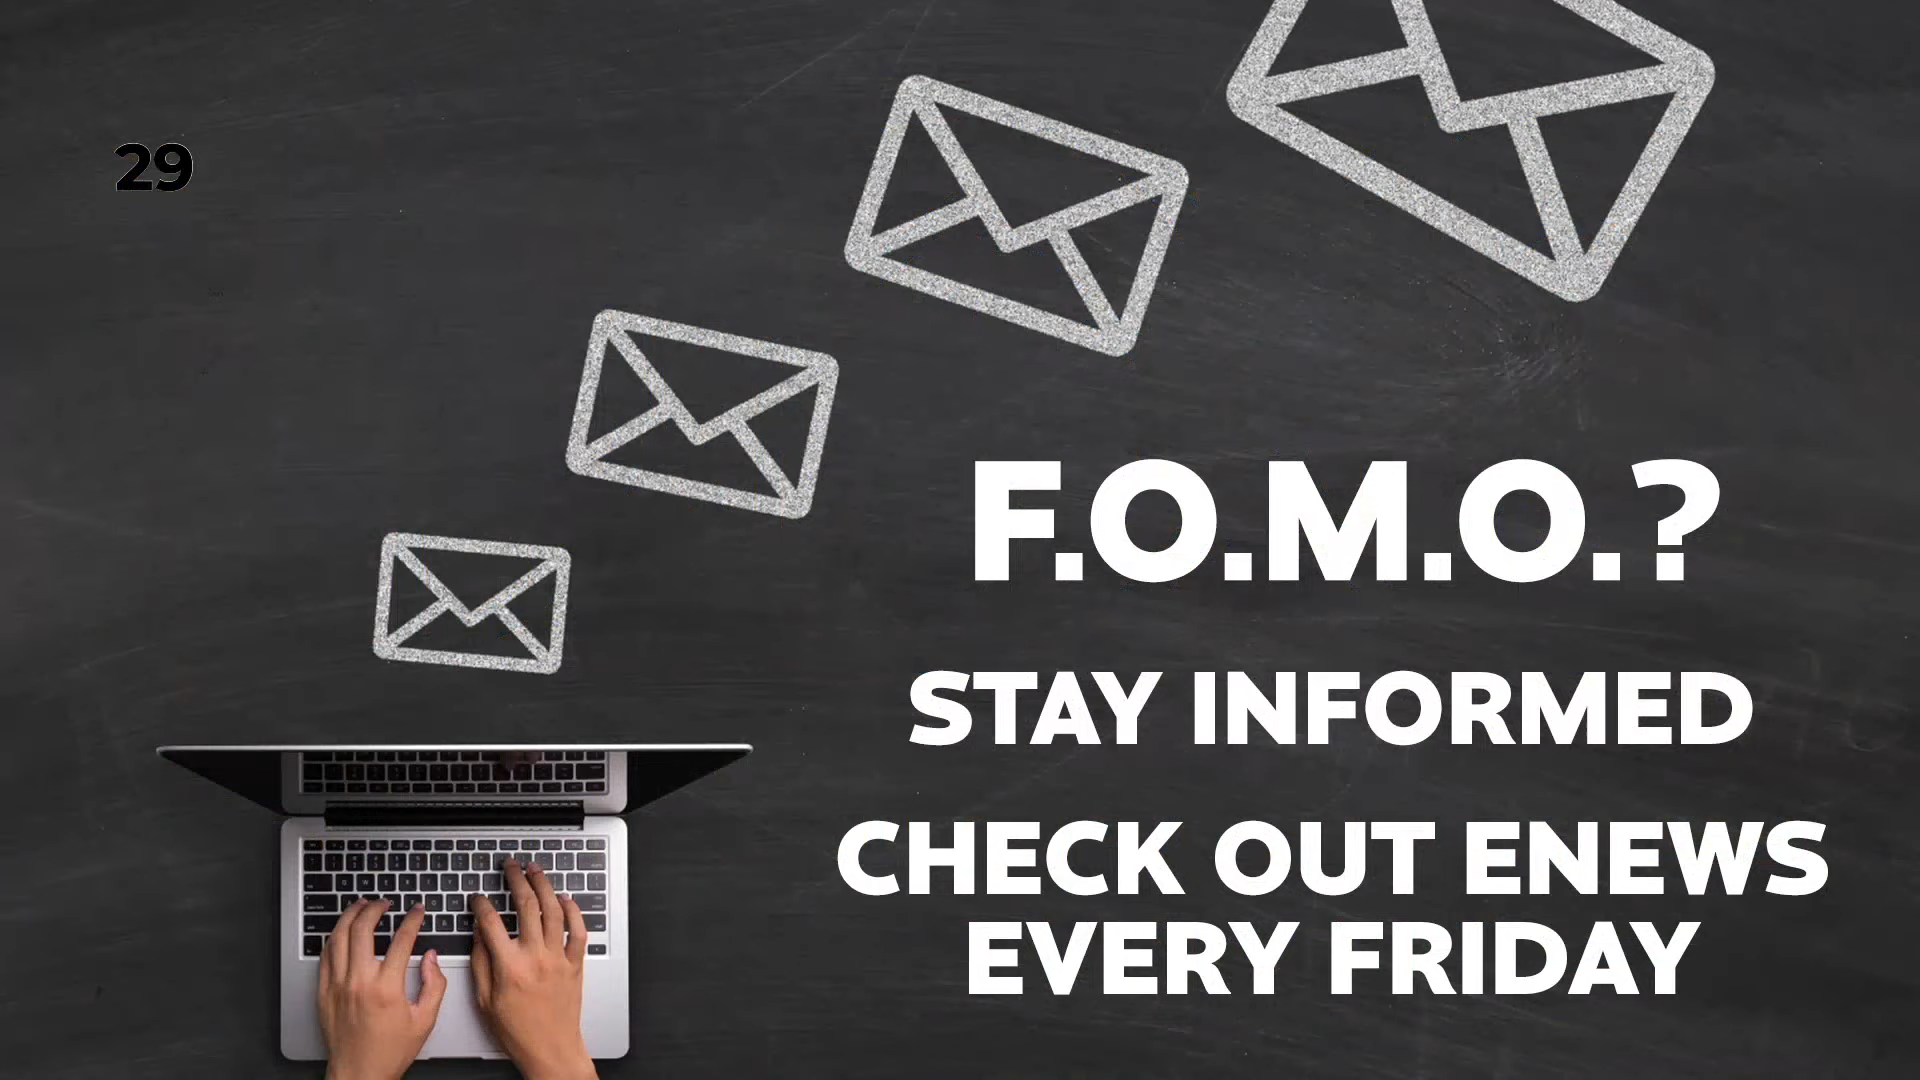 29
F.O.M.O.?
STAY INFORMED
CHECK OUT ENEWS
EVERY FRIDAY